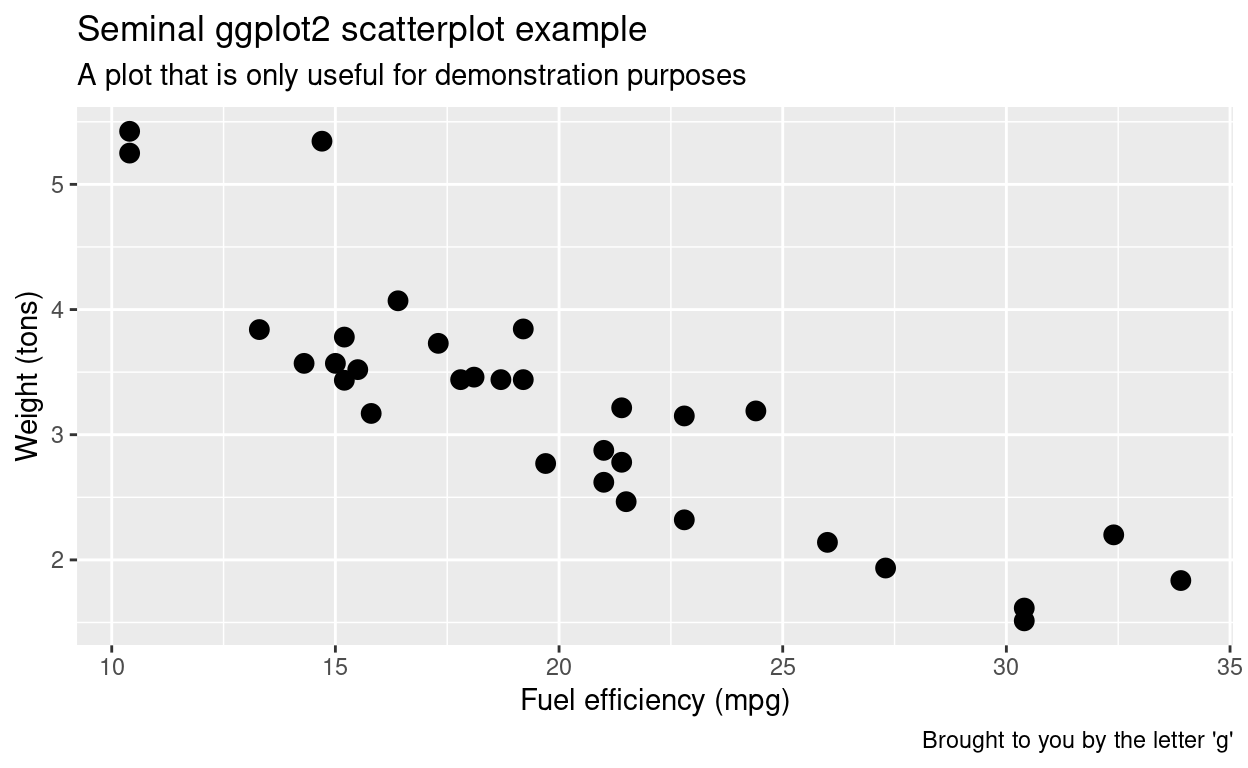 Seminal ggplot2 scatterplot example
A plot that is only useful for demonstration purposes
5
4
3
2
Weight (tons)
10 15 20 25 30 35
Fuel efficiency (mpg)
Brought to you by the letter 'g'